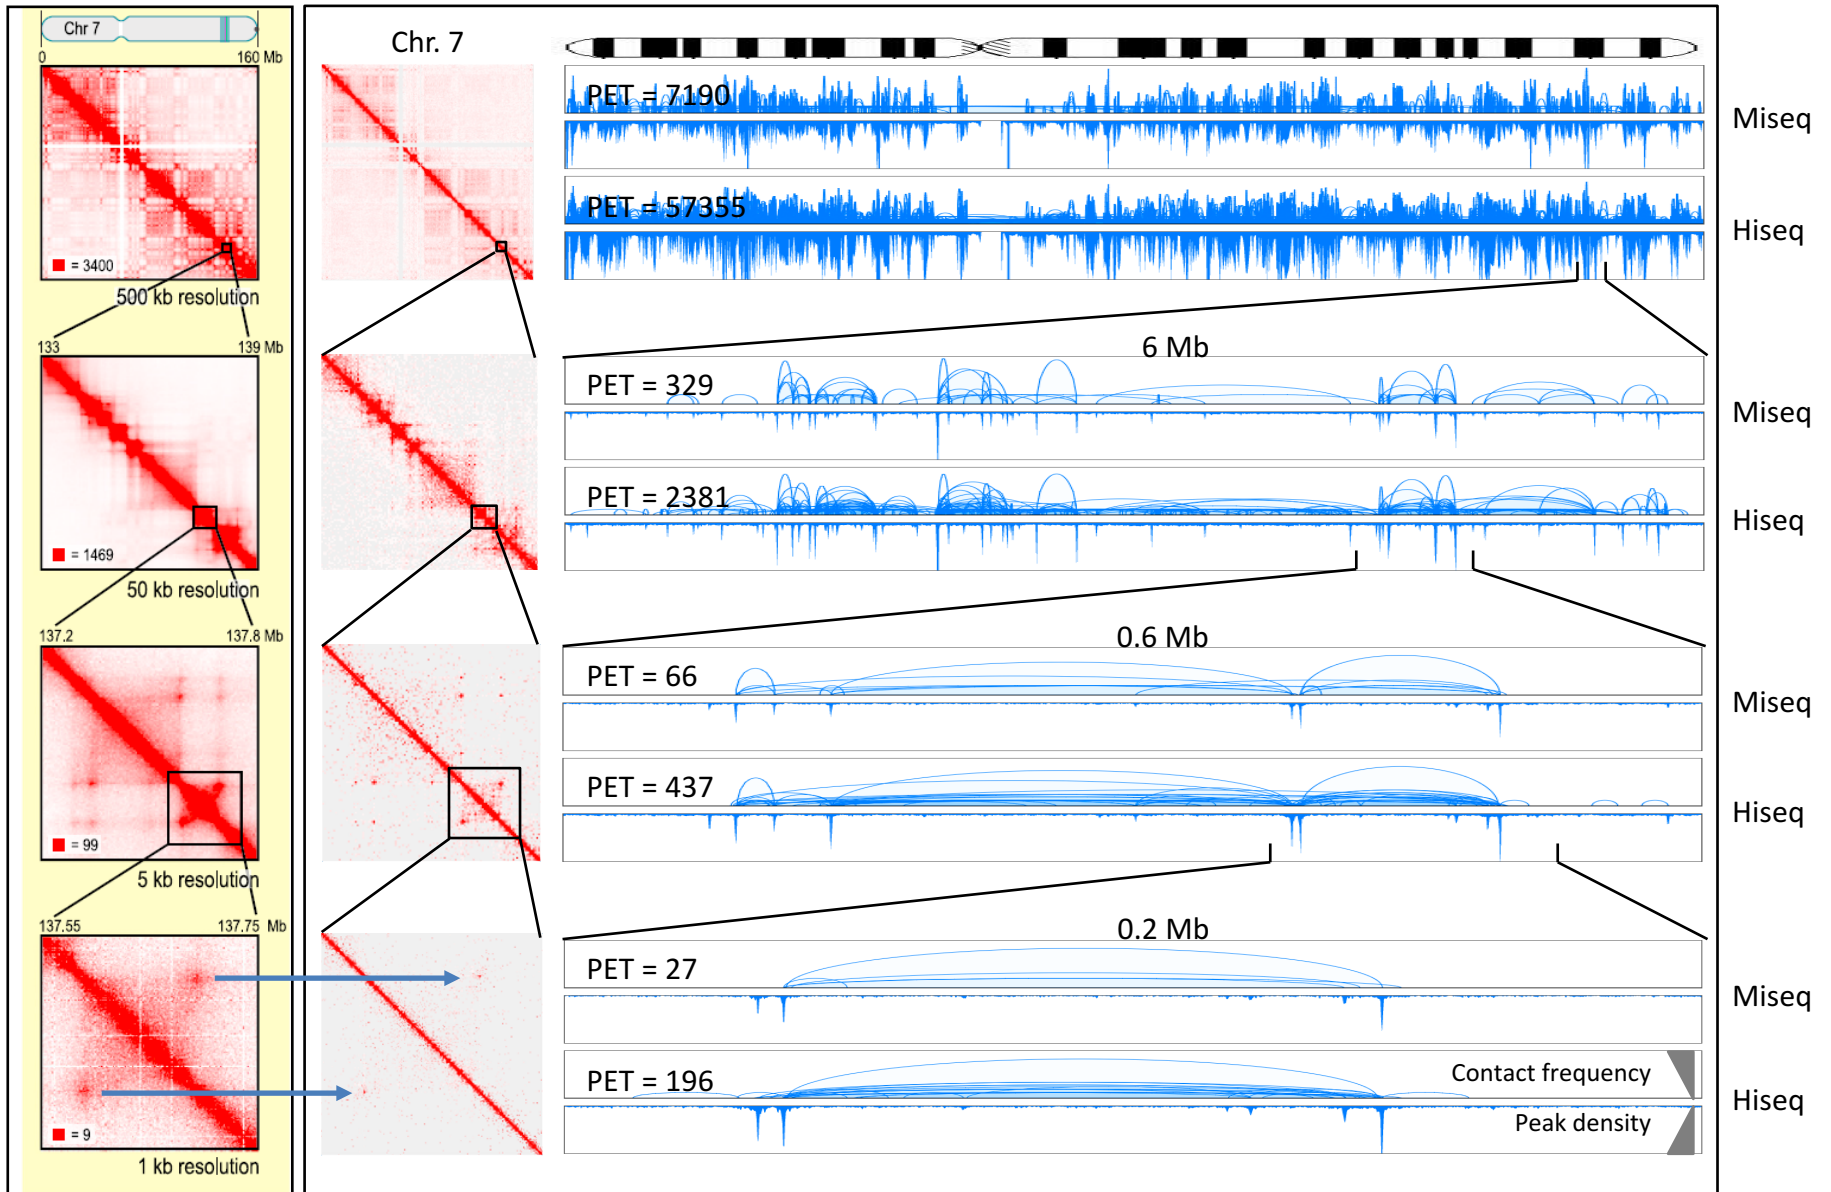 Chr 7
0
160 Mb
= 3400
500 kb resolution
133
139 Mb
= 1469
50 kb resolution
137.2
137.8 Mb
= 99
5 kb resolution
137.55
137.75 Mb
= 9
1 kb resolution
Chr. 7
PET = 7190
Miseq
PET = 57355
Hiseq
6 Mb
PET = 329
Miseq
PET = 2381
Hiseq
0.6 Mb
PET = 66
Miseq
PET = 437
Hiseq
0.2 Mb
PET = 27
Miseq
PET = 196
Contact frequency
Hiseq
Peak density